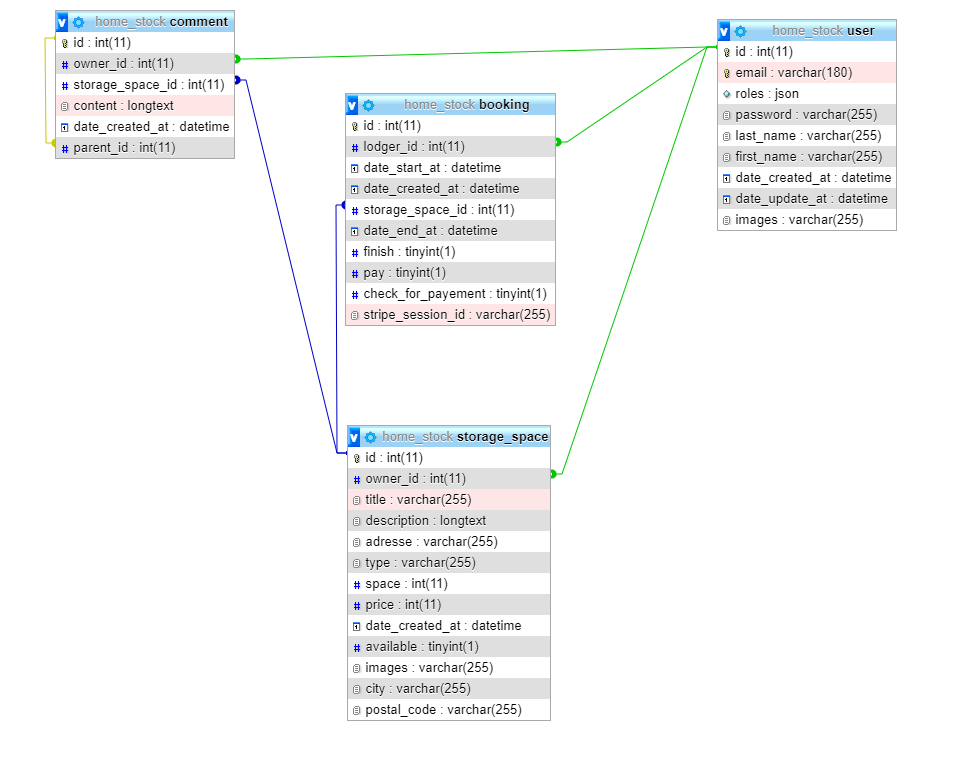 home_stock comment
id : int(11)
owner_id : int(11)
storage_space_id : int(11)
content : longtext
date_created_at : datetime
parent_id : int(11)
home_stock booking
id : int(11)
lodger_id : int(11)
date_start_at : datetime
date_created_at : datetime
storage_space_id : int(11)
date_end_at : datetime
finish : tinyint(1)
pay : tinyint(1)
check_for_payement : tinyint(1)
stripe_session_id : varchar(255)
home_stock user
id : int(11)
email : varchar(180)
roles : json
password : varchar(255)
last_name : varchar(255)
first_name : varchar(255)
date_created_at : datetime
date_update_at : datetime
images : varchar(255)
home_stock storage_space
id : int(11)
owner_id : int(11)
title : varchar(255)
description : longtext
adresse : varchar(255)
type : varchar(255)
space : int(11)
price : int(11)
date_created_at : datetime
available : tinyint(1)
images : varchar(255)
city : varchar(255)
postal_code : varchar(255)